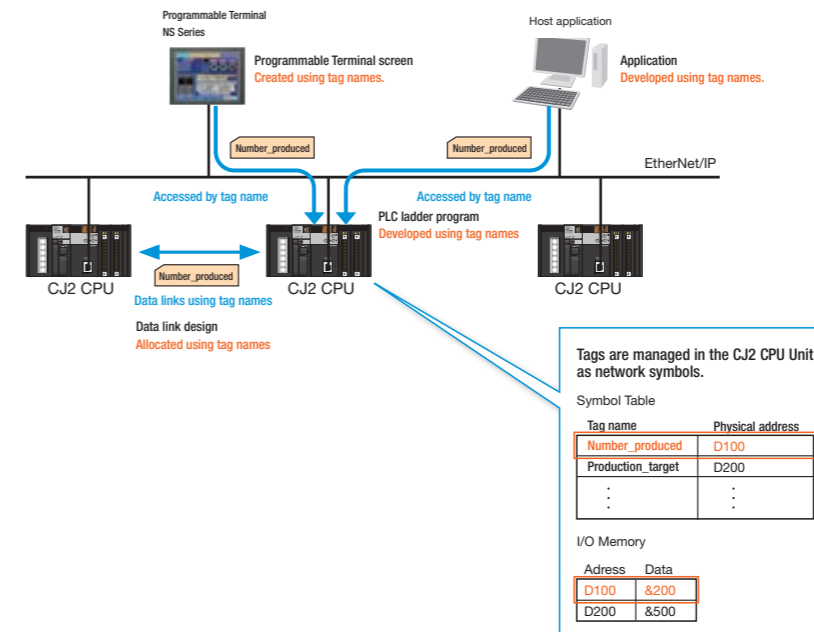 Programmable Terminal
NS Series
Host application
Programmable Terminal screen
Created using tag names.
Application
Developed using tag names.
Number_produced
Number_produced
EtherNet/IP
Accessed by tag name
Accessed by tag name
PLC ladder program
Developed using tag names
Number_produced
CJ2 CPU
CJ2 CPU
CJ2 CPU
Data links using tag names
Data link design
Allocated using tag names
Tags are managed in the CJ2 CPU Unit
as network symbols.
Symbol Table
Tag name Physical address
Number_produced D100
Production_target D200
I/O Memory
Adress Data
D100 &200
D200 &500